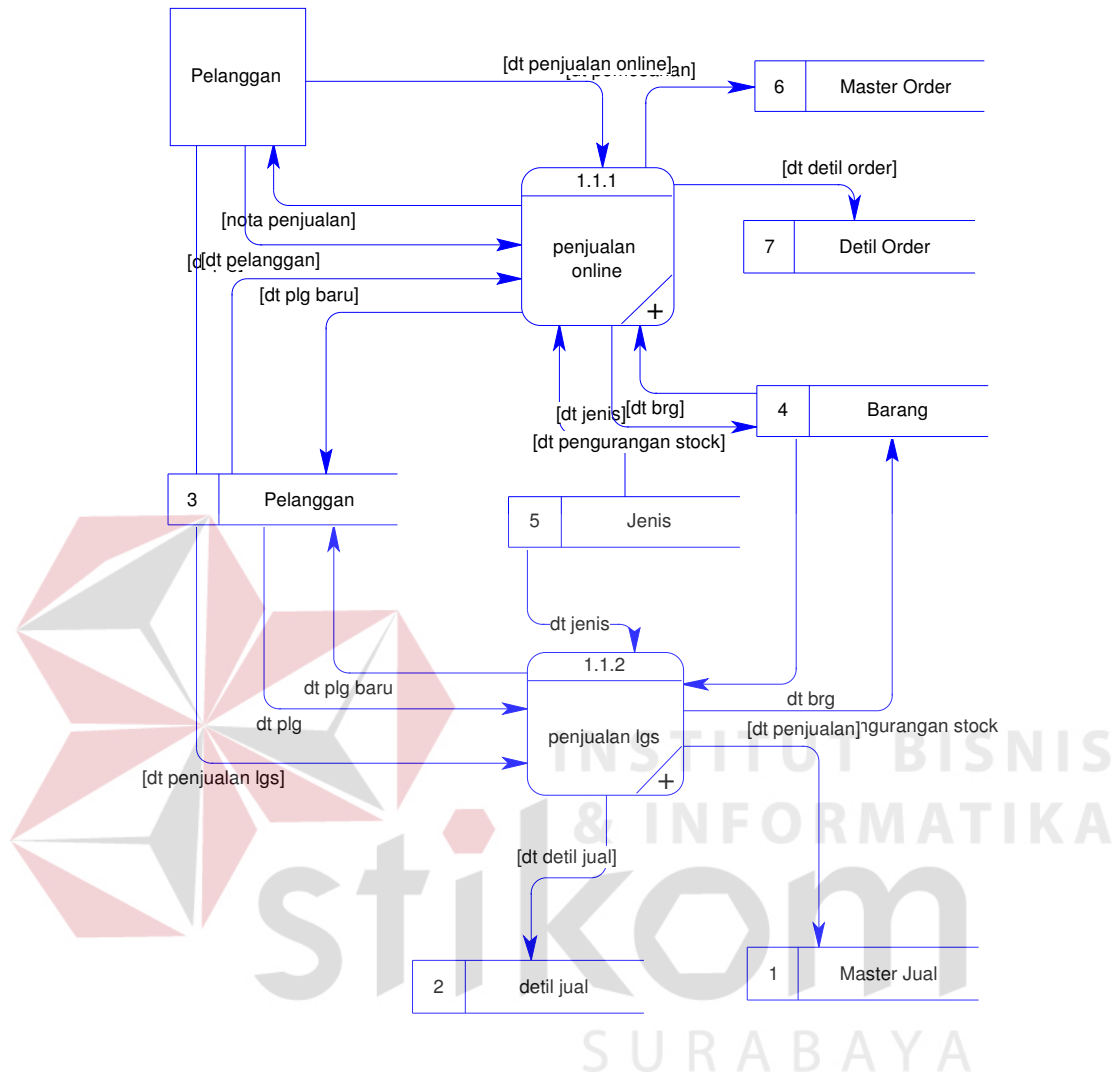 Pelanggan
[dt penjualan online]
6 Master Order
1.1.1
[dt detil order]
[nota penjualan]
penjualan
online
7 Detil Order
[dt pelanggan]
[dt plg baru]
+
[dt jenis]
[dt brg]
4 Barang
[dt pengurangan stock]
3 Pelanggan
5 Jenis
dt jenis
1.1.2
dt plg baru
dt brg
dt plg
penjualan lgs
[dt penjualan]
stock
[dt penjualan lgs]
+
INSTITUT BISNIS
& INFORMATIKA
[dt detil jual]
stikom
2 detil jual
1 Master Jual
SURABAYA